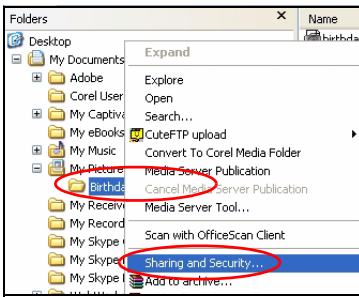 Folders × Name
Desktop birthda
My Documents Expand
Adobe Explore
Corel User Open
My Captiva Search...
My eBooks CuteFTP upload
My Music Convert To Corel Media Folder
My Picture Media Server Publication
Birthda Cancel Media Server Publication
My Receive Media Server Tool...
My Record Scan with OfficeScan Client
My Skype
My Skype Sharing and Security...
My Skype Add to archive...